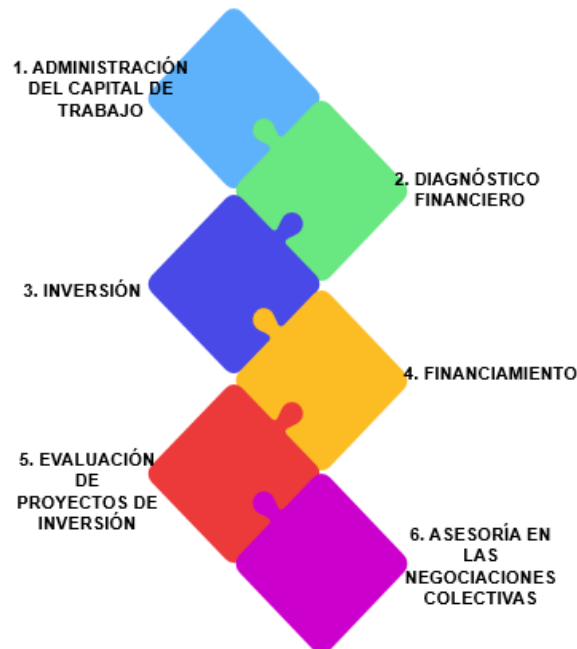 1. ADMINISTRACIÓN
DEL CAPITAL DE
TRABAJO
2. DIAGNÓSTICO
FINANCIERO
3. INVERSIÓN
4. FINANCIAMIENTO
5. EVALUACIÓN
DE
PROYECTOS DE
INVERSIÓN
6. ASESORÍA EN
LAS
NEGOCIACIONES
COLECTIVAS